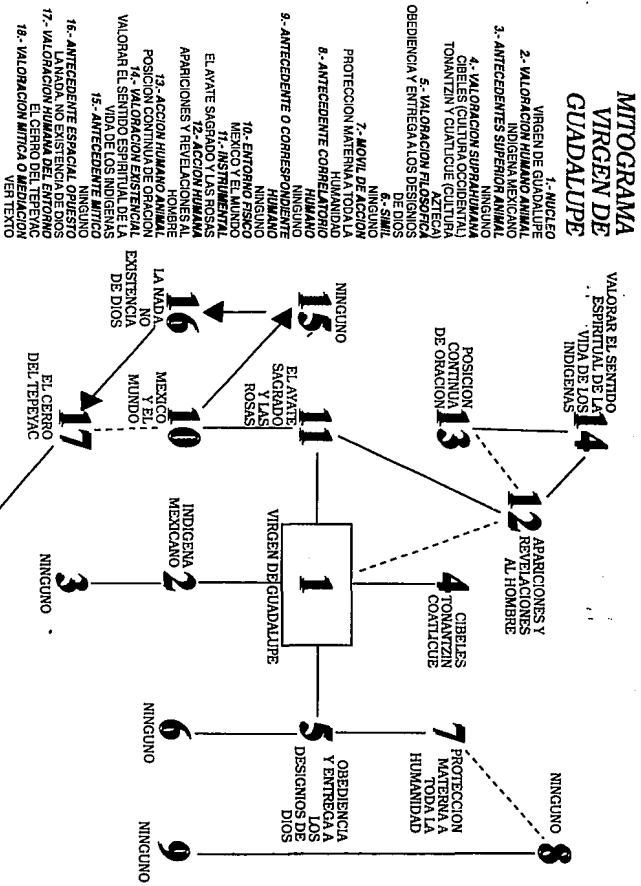 MITOGRAMA
VIRGEN DE
GUADALUPE
1.- NUCLEO
VIRGEN DE GUADALUPE
2.- VALORACION HUMANO ANIMAL
INDIGENA MEXICANO
3.- ANTECEDENTES SUPERIOR ANIMAL
NINGUNO
4.- VALORACION SUPRAHUMANA
CIBELES (CULTURA OCCIDENTAL)
TONANTZIN Y CUATLICUE (CULTURA
AZTECA)
5.- VALORACION FILOSOFICA
OBEDIENCIA Y ENTREGA A LOS DESIGNIOS
DE DIOS
6.- SIMIL
NINGUNO
7.- MOVIL DE ACCION
PROTECCION MATERNA A TODA LA
HUMANIDAD
8.- ANTECEDENTE CORRELATARIO
HUMANO
NINGUNO
9.- ANTECEDENTE O CORRESPONDIENTE
HUMANO
NINGUNO
10.- ENTORNO FISICO
MEXICO Y EL MUNDO
11.- INSTRUMENTAL
EL AYATE SAGRADO Y LAS ROSAS
12.- ACCION HUMANA
APARICIONES Y REVELACIONES AL
HOMBRE
13.- ACCION HUMANO ANIMAL
POSICION CONTINUA DE ORACION
14.- VALORACION EXISTENCIAL
VALORAR EL SENTIDO ESPIRITUAL DE LA
VIDA DE LOS INDIGENAS
15.- ANTECEDENTE MITICO
NINGUNO
16.- ANTECEDENTE ESPACIAL OPUESTO
LA NADA, NO EXISTENCIA DE DIOS
17.- VALORACION HUMANA DEL ENTORNO
EL CERRO DEL TEPEYAC
18.- VALORACION MITICA O MEDIACION
VER TEXTO
VALORAR EL SENTIDO
ESPIRITUAL DE LA
VIDA DE LOS
INDIGENAS
14
12
APARICIONES Y
REVELACIONES
AL HOMBRE
POSICION
CONTINUA
DE ORACION
13
4
CIBELES
TONANTZIN
COATLICUE
7
PROTECCION
MATERNA A
TODA LA
HUMANIDAD
NINGUNO
8
NINGUNO
15
EL AYATE
SAGRADO
Y LAS
ROSAS
11
1
VIRGEN DE GUADALUPE
5
OBEDIENCIA
Y ENTREGA A
LOS
DESIGNIOS DE
DIOS
LA NADA
NO
EXISTENCIA
DE DIOS
16
MEXICO
Y EL
MUNDO
10
INDIGENA
MEXICANO
2
6
NINGUNO
9
NINGUNO
EL CERRO
DEL TEPEYAC
17
3
NINGUNO